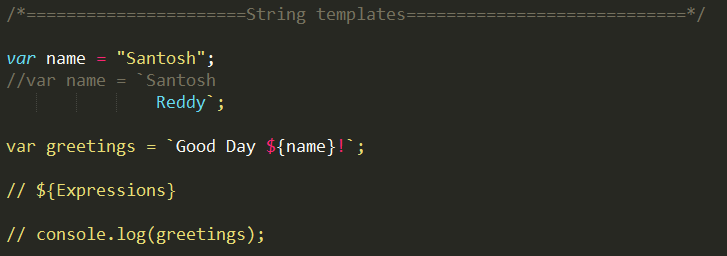 /*======================String templates============================*/
var name = "Santosh";
//var name = `Santosh
Reddy`;
var greetings = `Good Day ${name}!`;
// ${Expressions}
// console.log(greetings);